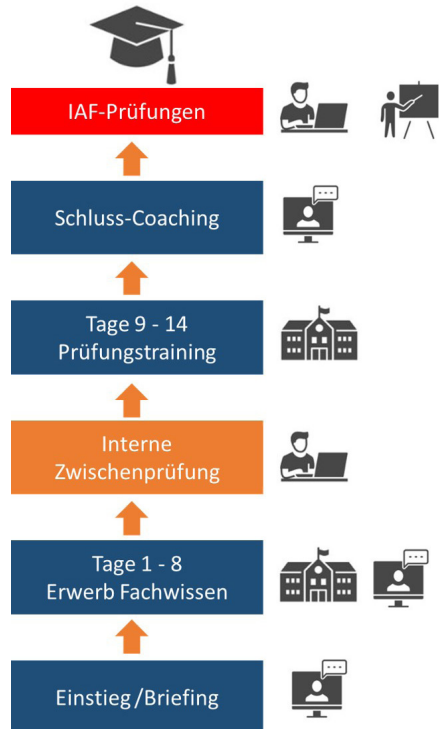 IAF-Prüfungen
Schluss-Coaching
Tage 9 - 14
Prüfungstraining
Interne
Zwischenprüfung
Tage 1 - 8
Erwerb Fachwissen
Einstieg/Briefing